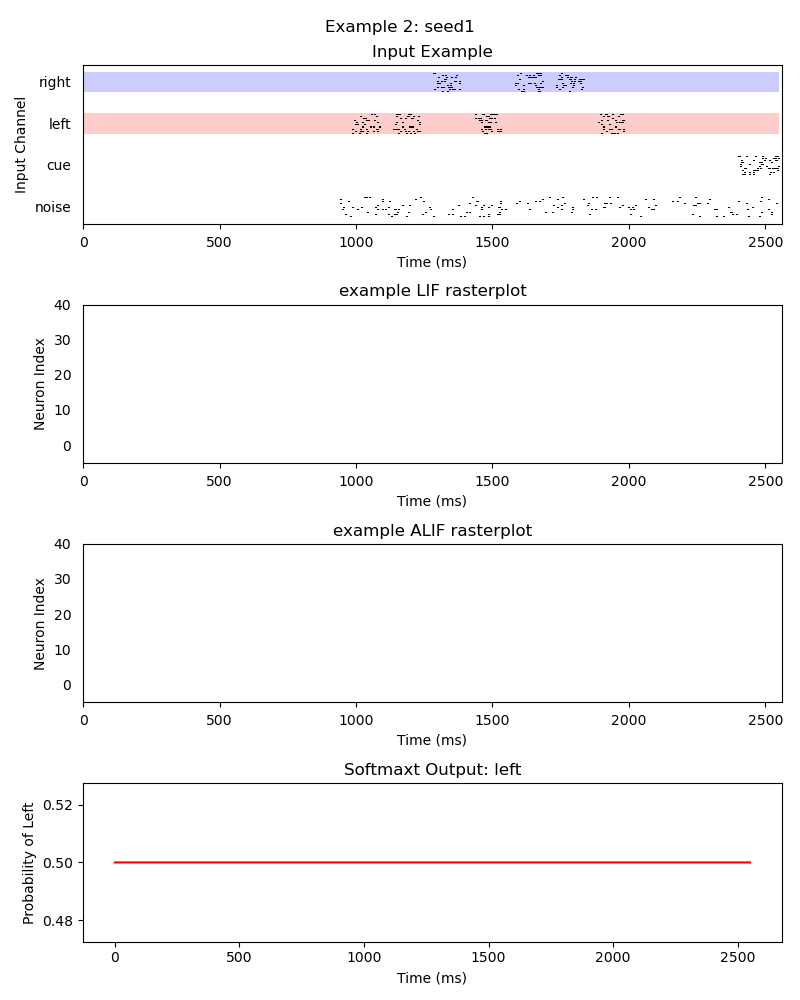 Example 2: seed1
Input Example
Input Channel
right
left
cue
noise
0 500 1000 1500 2000 2500
Time (ms)
example LIF rasterplot
Neuron Index
40
30
20
10
0
0 500 1000 1500 2000 2500
Time (ms)
example ALIF rasterplot
Neuron Index
40
30
20
10
0
0 500 1000 1500 2000 2500
Time (ms)
Softmaxt Output: left
Probability of Left
0.52
0.50
0.48
0 500 1000 1500 2000 2500
Time (ms)